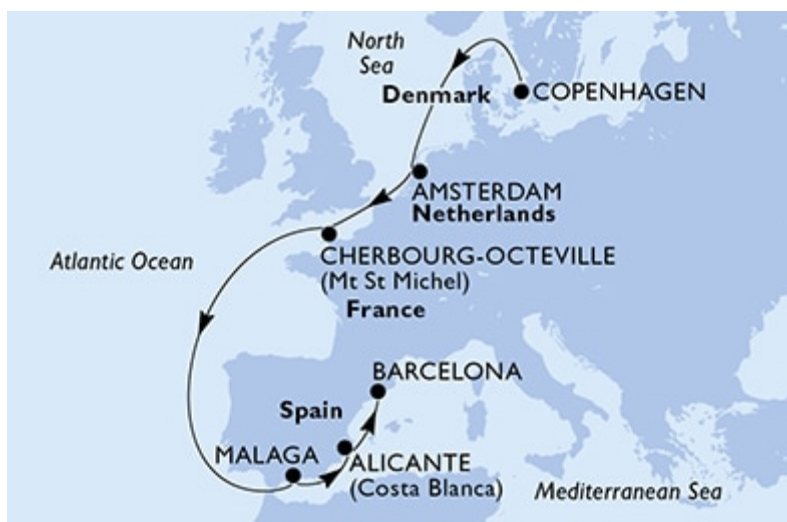 North
Sea
Denmark
COPENHAGEN
AMSTERDAM
Netherlands
Atlantic Ocean
CHERBOURG-OCTEVILLE
(Mt St Michel)
France
BARCELONA
Spain
MALAGA
ALICANTE
(Costa Blanca)
Mediterranean Sea